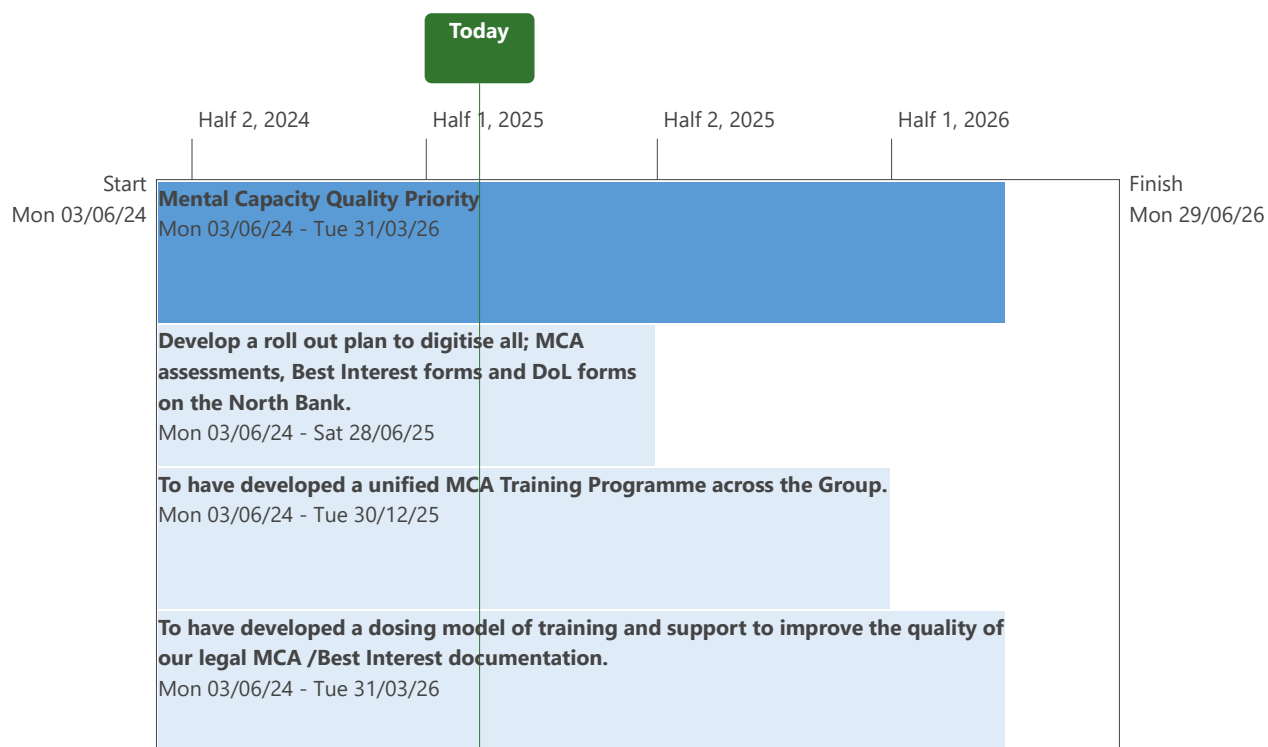 Today
Half 2, 2024
Half 1, 2025
Half 2, 2025
Half 1, 2026
Start
Mon 03/06/24
Finish
Mon 29/06/26
Mental Capacity Quality Priority
Mon 03/06/24 - Tue 31/03/26
Develop a roll out plan to digitise all; MCA
assessments, Best Interest forms and DoL forms
on the North Bank.
Mon 03/06/24 - Sat 28/06/25
To have developed a unified MCA Training Programme across the Group.
Mon 03/06/24 - Tue 30/12/25
To have developed a dosing model of training and support to improve the quality of
our legal MCA /Best Interest documentation.
Mon 03/06/24 - Tue 31/03/26